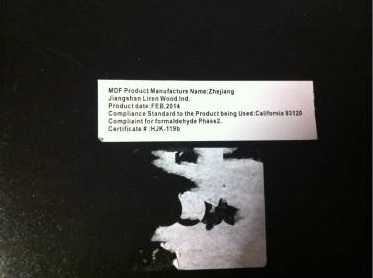 MDF Product Manufacture Name:Zhejiang
Jiangshan Liren Wood Ind.
Product date:FEB,2014
Compliance Standard to the Product being Used:California 93120
Complaint for formaldehyde Phase2.
Certificate # :HJK-119b